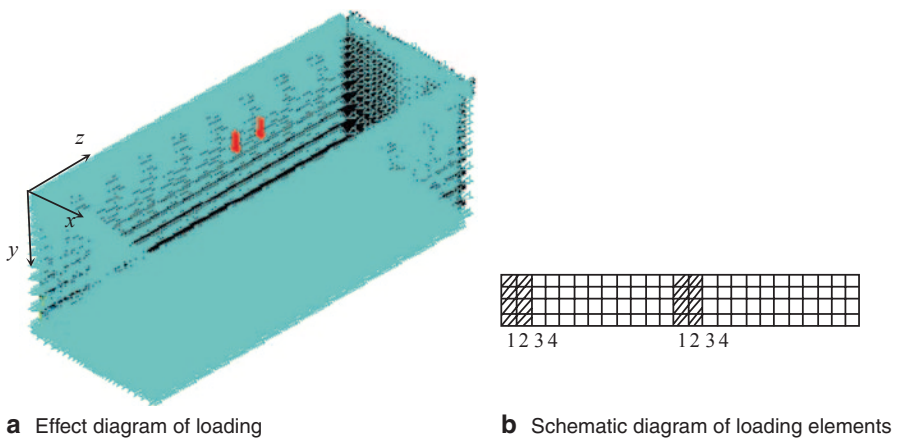 z
x
y
1 2 3 4 1 2 3 4
a Effect diagram of loading
b Schematic diagram of loading elements